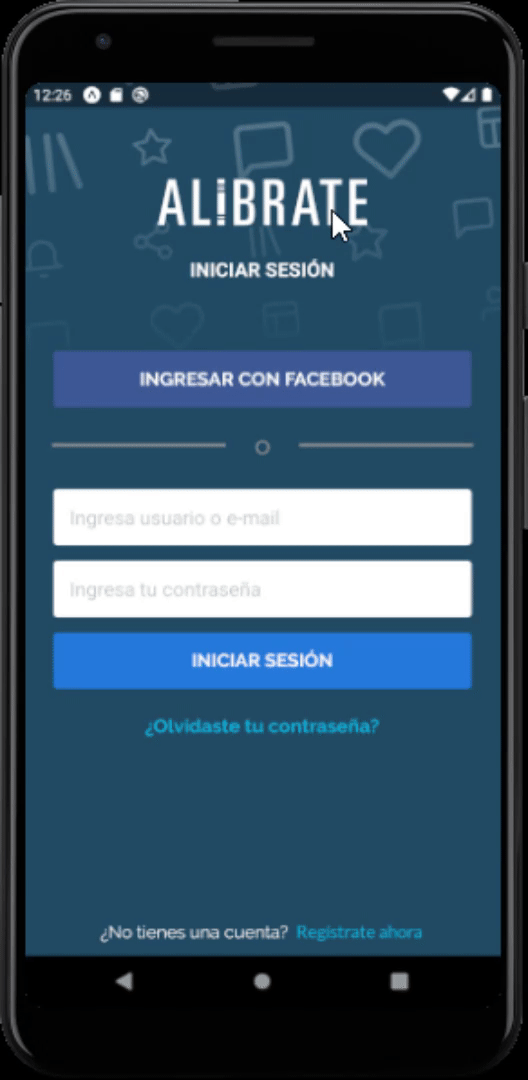 12:26
ALiBRATE
INICIAR SESIÓN
INGRESAR CON FACEBOOK
O
Ingresa usuario o e-mail
Ingresa tu contraseña
INICIAR SESIÓN
¿Olvidaste tu contraseña?
¿No tienes una cuenta? Regístrate ahora